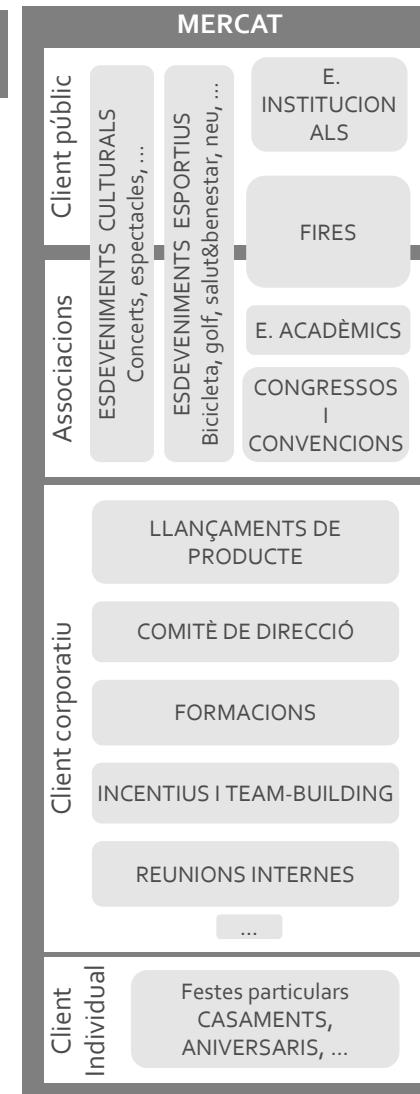 MERCAT
Client públic
ESDEVENIMENTS CULTURALS
Concerts, espectacles, ...
ESDEVENIMENTS ESPORTIUS
Bicicleta, golf, salut&benestar, neu, ...
E.
INSTITUCION
ALS
FIRES
Associacions
E. ACADÈMICS
CONGRESSOS
I
CONVENCIONS
Client corporatiu
LLANÇAMENTS DE
PRODUCTE
COMITÈ DE DIRECCIÓ
FORMACIONS
INCENTIUS I TEAM-BUILDING
REUNIONS INTERNES
...
Client
Individual
Festes particulars
CASAMENTS,
ANIVERSARIS, ...